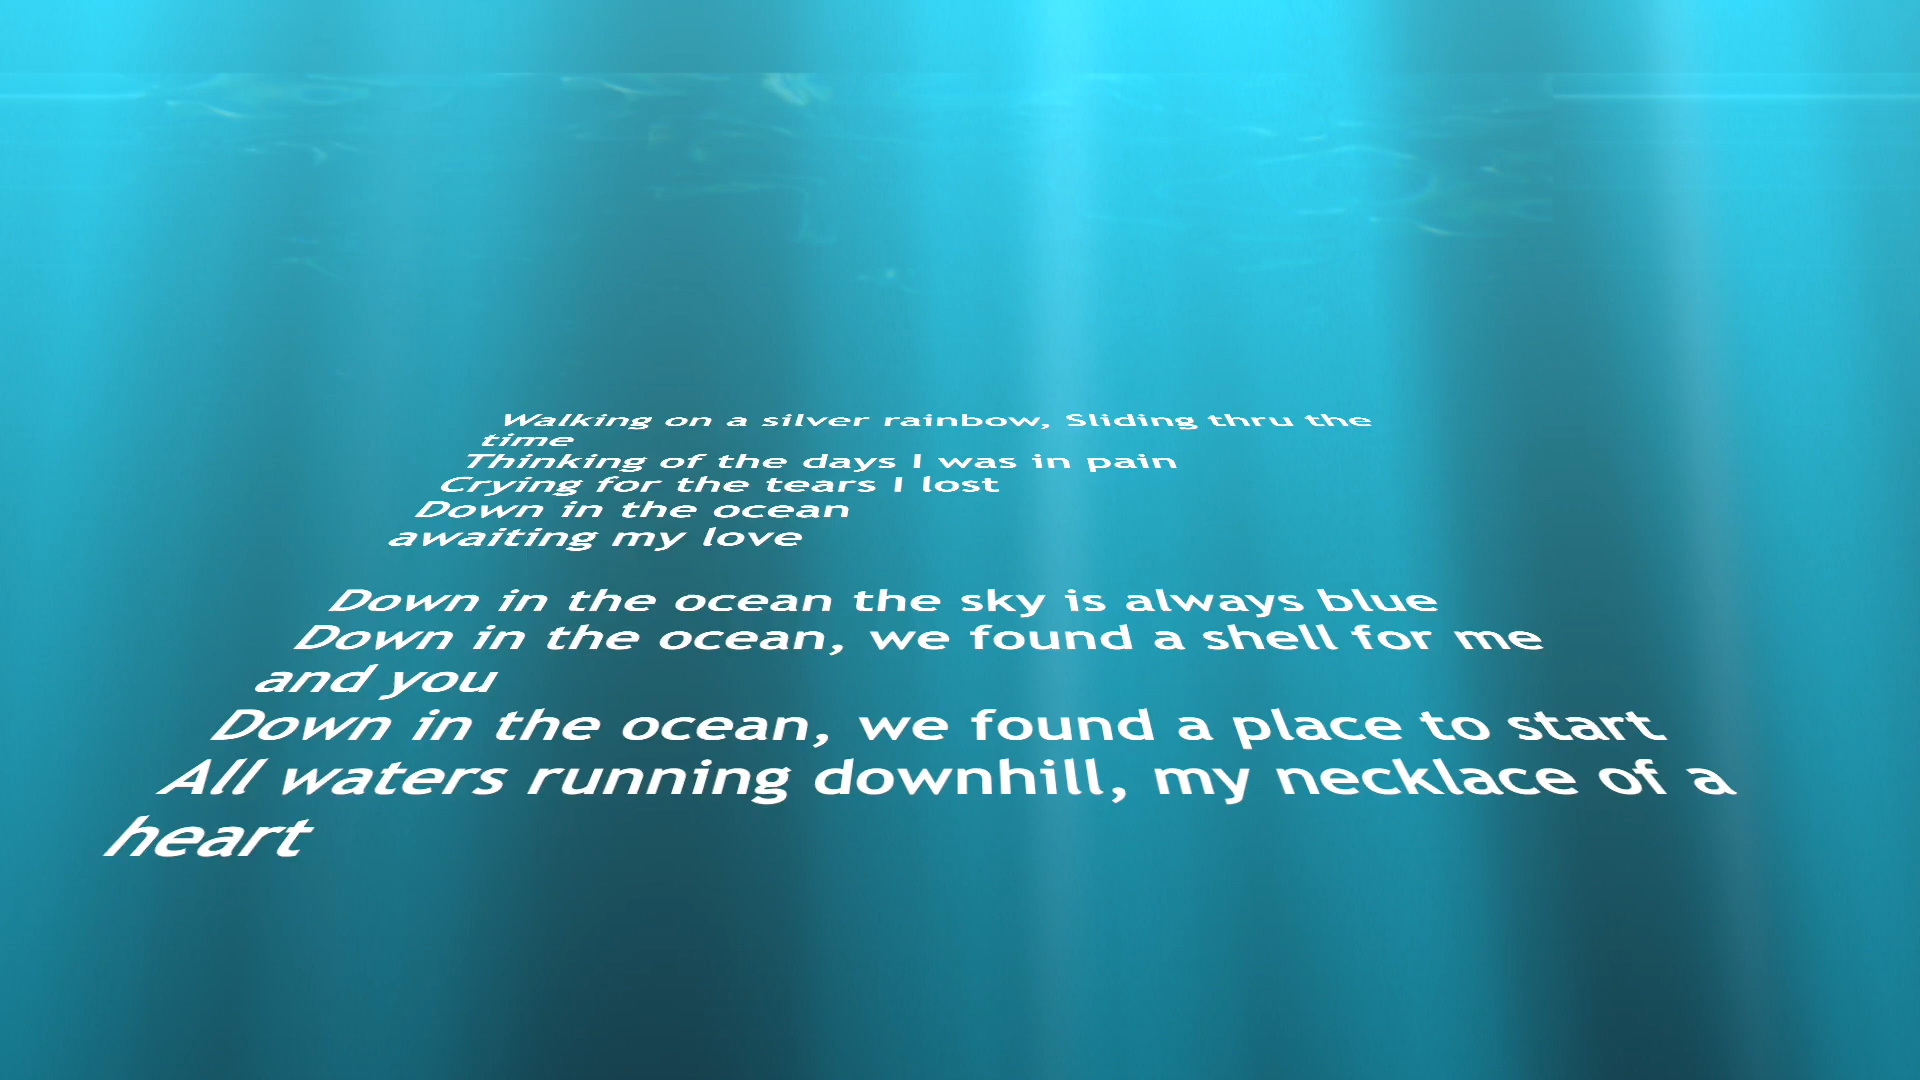 Walking on a silver rainbow, Sliding thru the
time
Thinking of the days I was in pain
Crying for the tears I lost
Down in the ocean
awaiting my love
Down in the ocean the sky is always blue
Down in the ocean, we found a shell for me
and you
Down in the ocean, we found a place to start
All waters running downhill, my necklace of a
heart